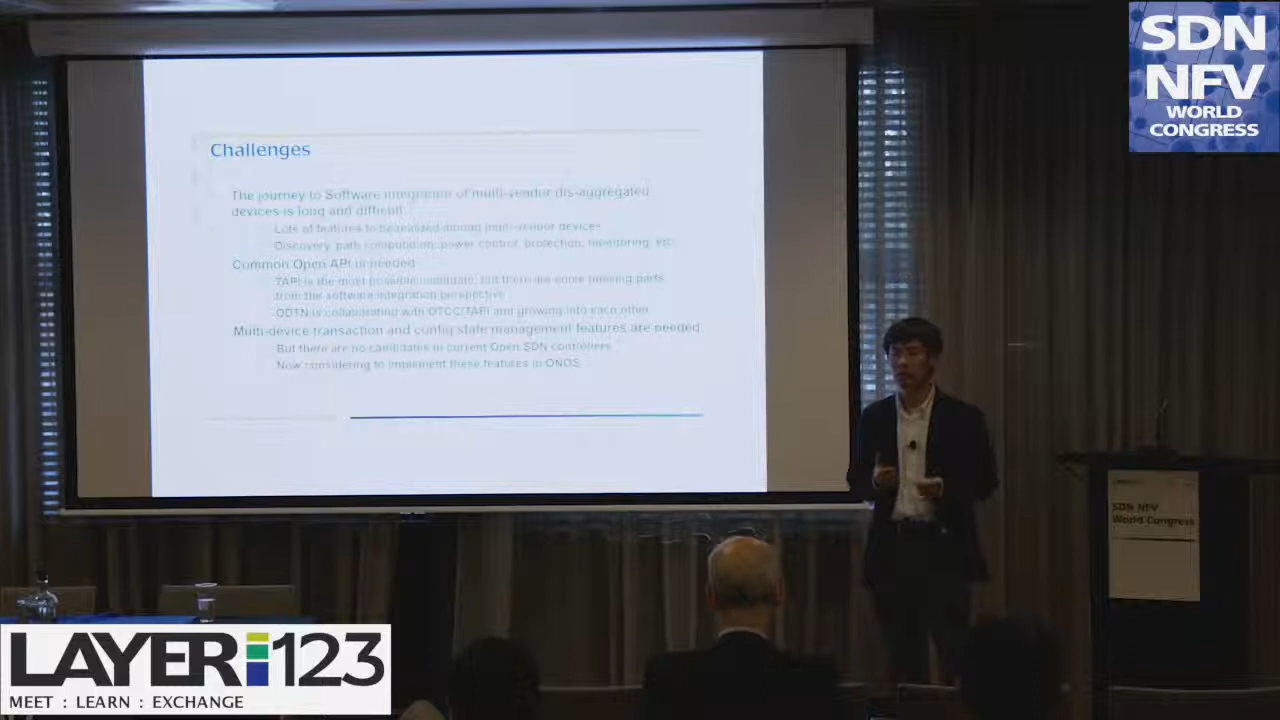 SDN
NFV
WORLD
CONGRESS
Challenges
The journey to Software integration of multi-vendor dis-aggregated
devices is long and difficult
Lots of features to be realized among multi-vendor devices
Discovery, path computation, power control, protection, monitoring, etc
Common Open API is needed
TAPI is the most possible candidate, but there are some missing parts
from the software integration perspective
ODTN is collaboration with OTCC/TAPI and growing into each other
Multi-device transaction and config state management features are needed
But there are no candidates in current Open SDN controllers
Now considering to implement these features in ONOS
SDN NFV
World Congress
LAYER 123
MEET : LEARN : EXCHANGE